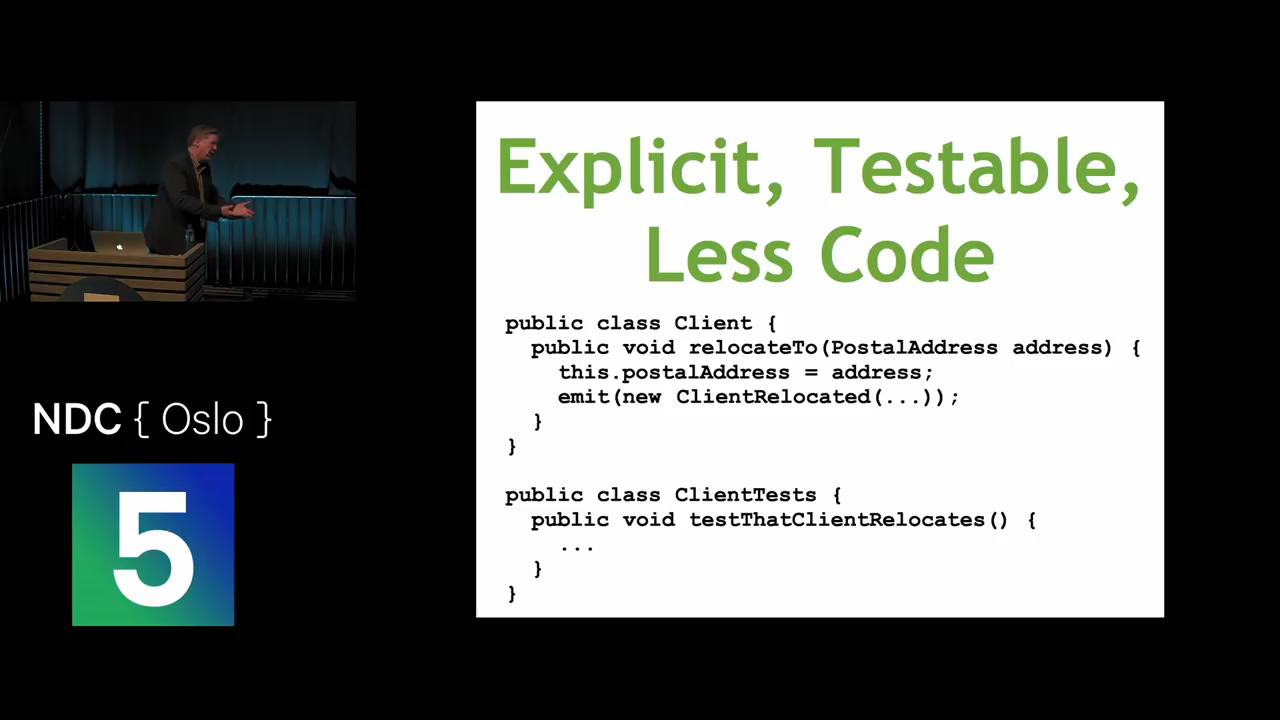 Explicit, Testable,
Less Code
public class Client {
  public void relocateTo(PostalAddress address) {
    this.postalAddress = address;
    emit(new ClientRelocated(...));
  }
}
public class ClientTests {
  public void testThatClientRelocates() {
    ...
  }
}
NDC { Oslo }
5